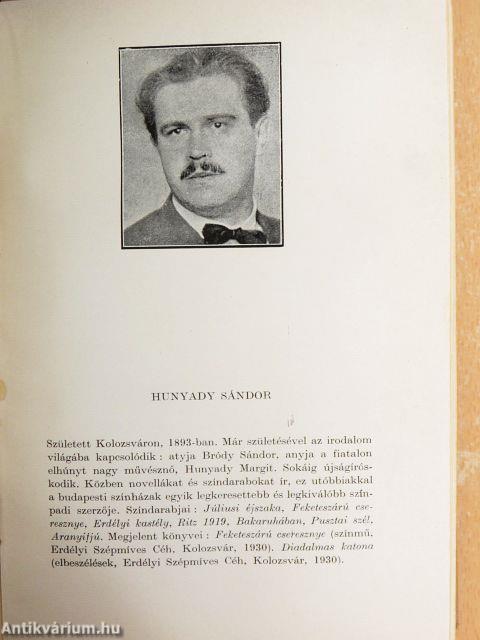 HUNYADY SÁNDOR
Született Kolozsváron, 1893-ban. Már születésével az irodalom
világába kapcsolódik : atyja Bródy Sándor, anyja a fiatalon
elhúnyt nagy művésznő, Hunyady Margit. Sokáig újságírós-
kodik. Közben novellákat és színdarabokat ír, ez utóbbiakkal
a budapesti színházak egyik legkeresettebb és legkiválóbb szín-
padi szerzője. Színdarabjai : Júliusi éjszaka, Feketeszárú cse-
resznye, Erdélyi kastély, Ritz 1919, Bakaruhában, Pusztai szél,
Aranyifjú. Megjelent könyvei : Feketeszárú cseresznye (színmű,
Erdélyi Szépmíves Céh, Kolozsvár, 1930). Diadalmas katona
(elbeszélések, Erdélyi Szépmíves Céh, Kolozsvár, 1930).
Antikvárium.hu